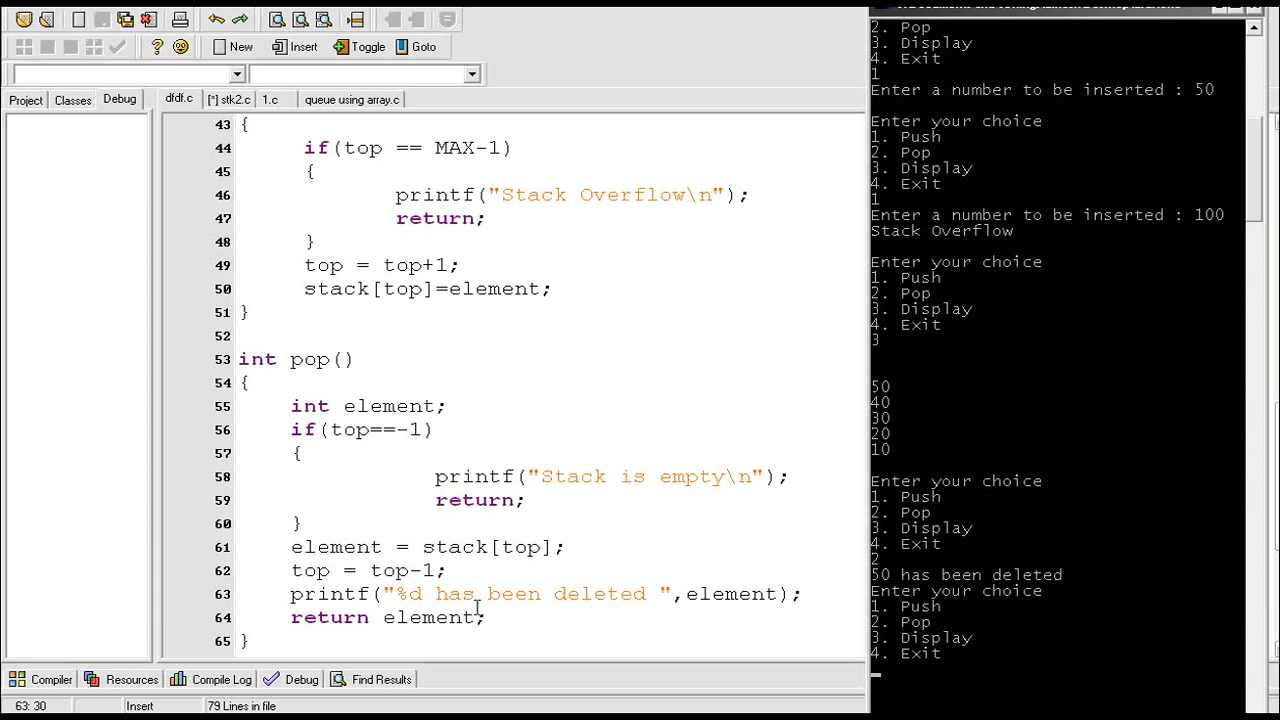 New Insert Toggle Goto
Project Classes Debug
dfdf.c [*] stk2.c 1.c queue using array.c
43 {
44 if(top == MAX-1)
45 {
46 printf("Stack Overflow\n");
47 return;
48 }
49 top = top+1;
50 stack[top]=element;
53 }
52
53 int pop()
54 {
55 int element;
56 if(top==-1)
57 {
58 printf("Stack is empty\n");
59 return;
60 }
61 element = stack[top];
62 top = top-1;
63 printf("%d has been deleted ",element);
64 return element;
65 }
Compiler Resources Compile Log Debug Find Results
63: 30 Insert 79 Lines in file
2. Pop
3. Display
4. Exit
1
Enter a number to be inserted : 50
Enter your choice
1. Push
2. Pop
3. Display
4. Exit
1
Enter a number to be inserted : 100
Stack Overflow
Enter your choice
1. Push
2. Pop
3. Display
4. Exit
3
50
40
30
20
10
Enter your choice
1. Push
2. Pop
3. Display
4. Exit
2
50 has been deleted
Enter your choice
1. Push
2. Pop
3. Display
4. Exit